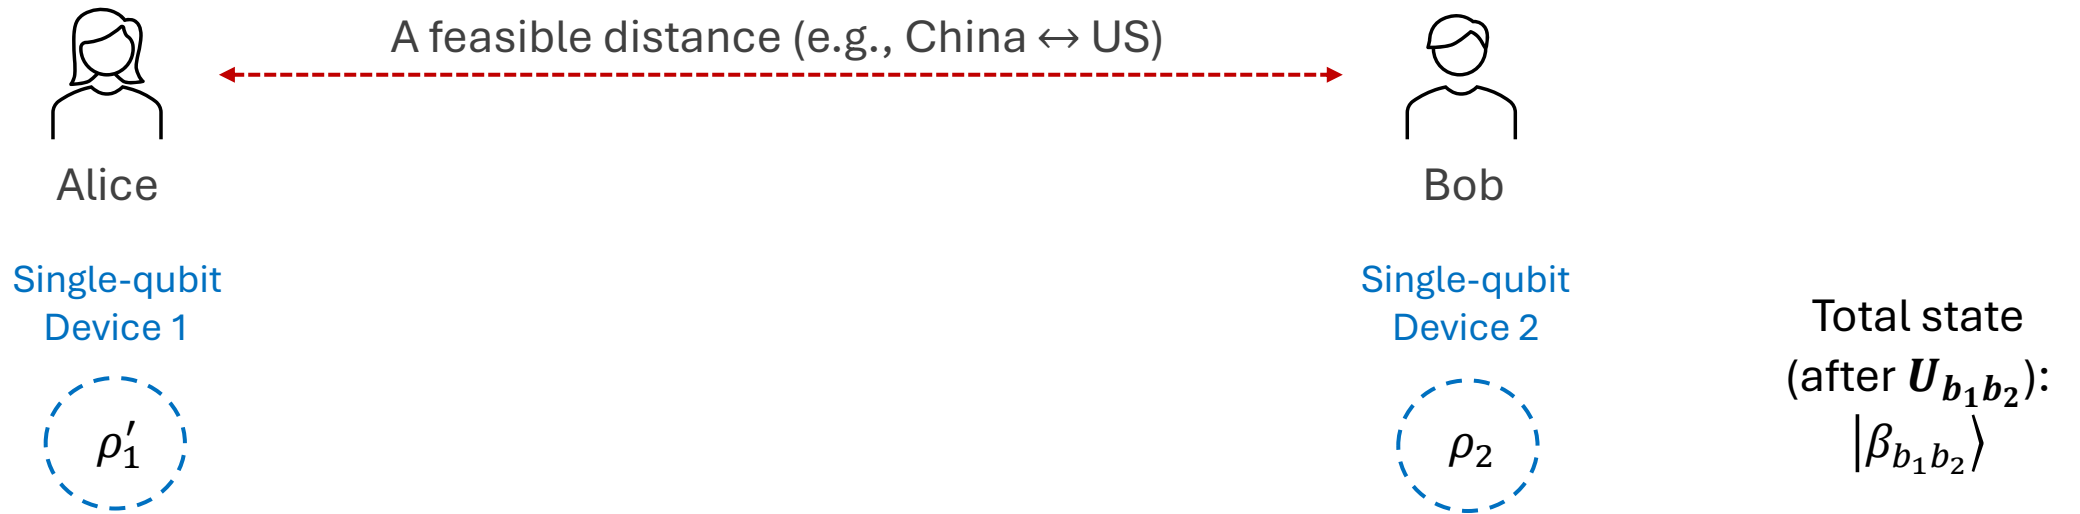 A feasible distance (e.g., China ↔ US)
Alice
Bob
Single-qubit
Device 1
Single-qubit
Device 2
ρ′₁
ρ₂
Total state
(after U_{b₁b₂}):
|β_{b₁b₂}⟩